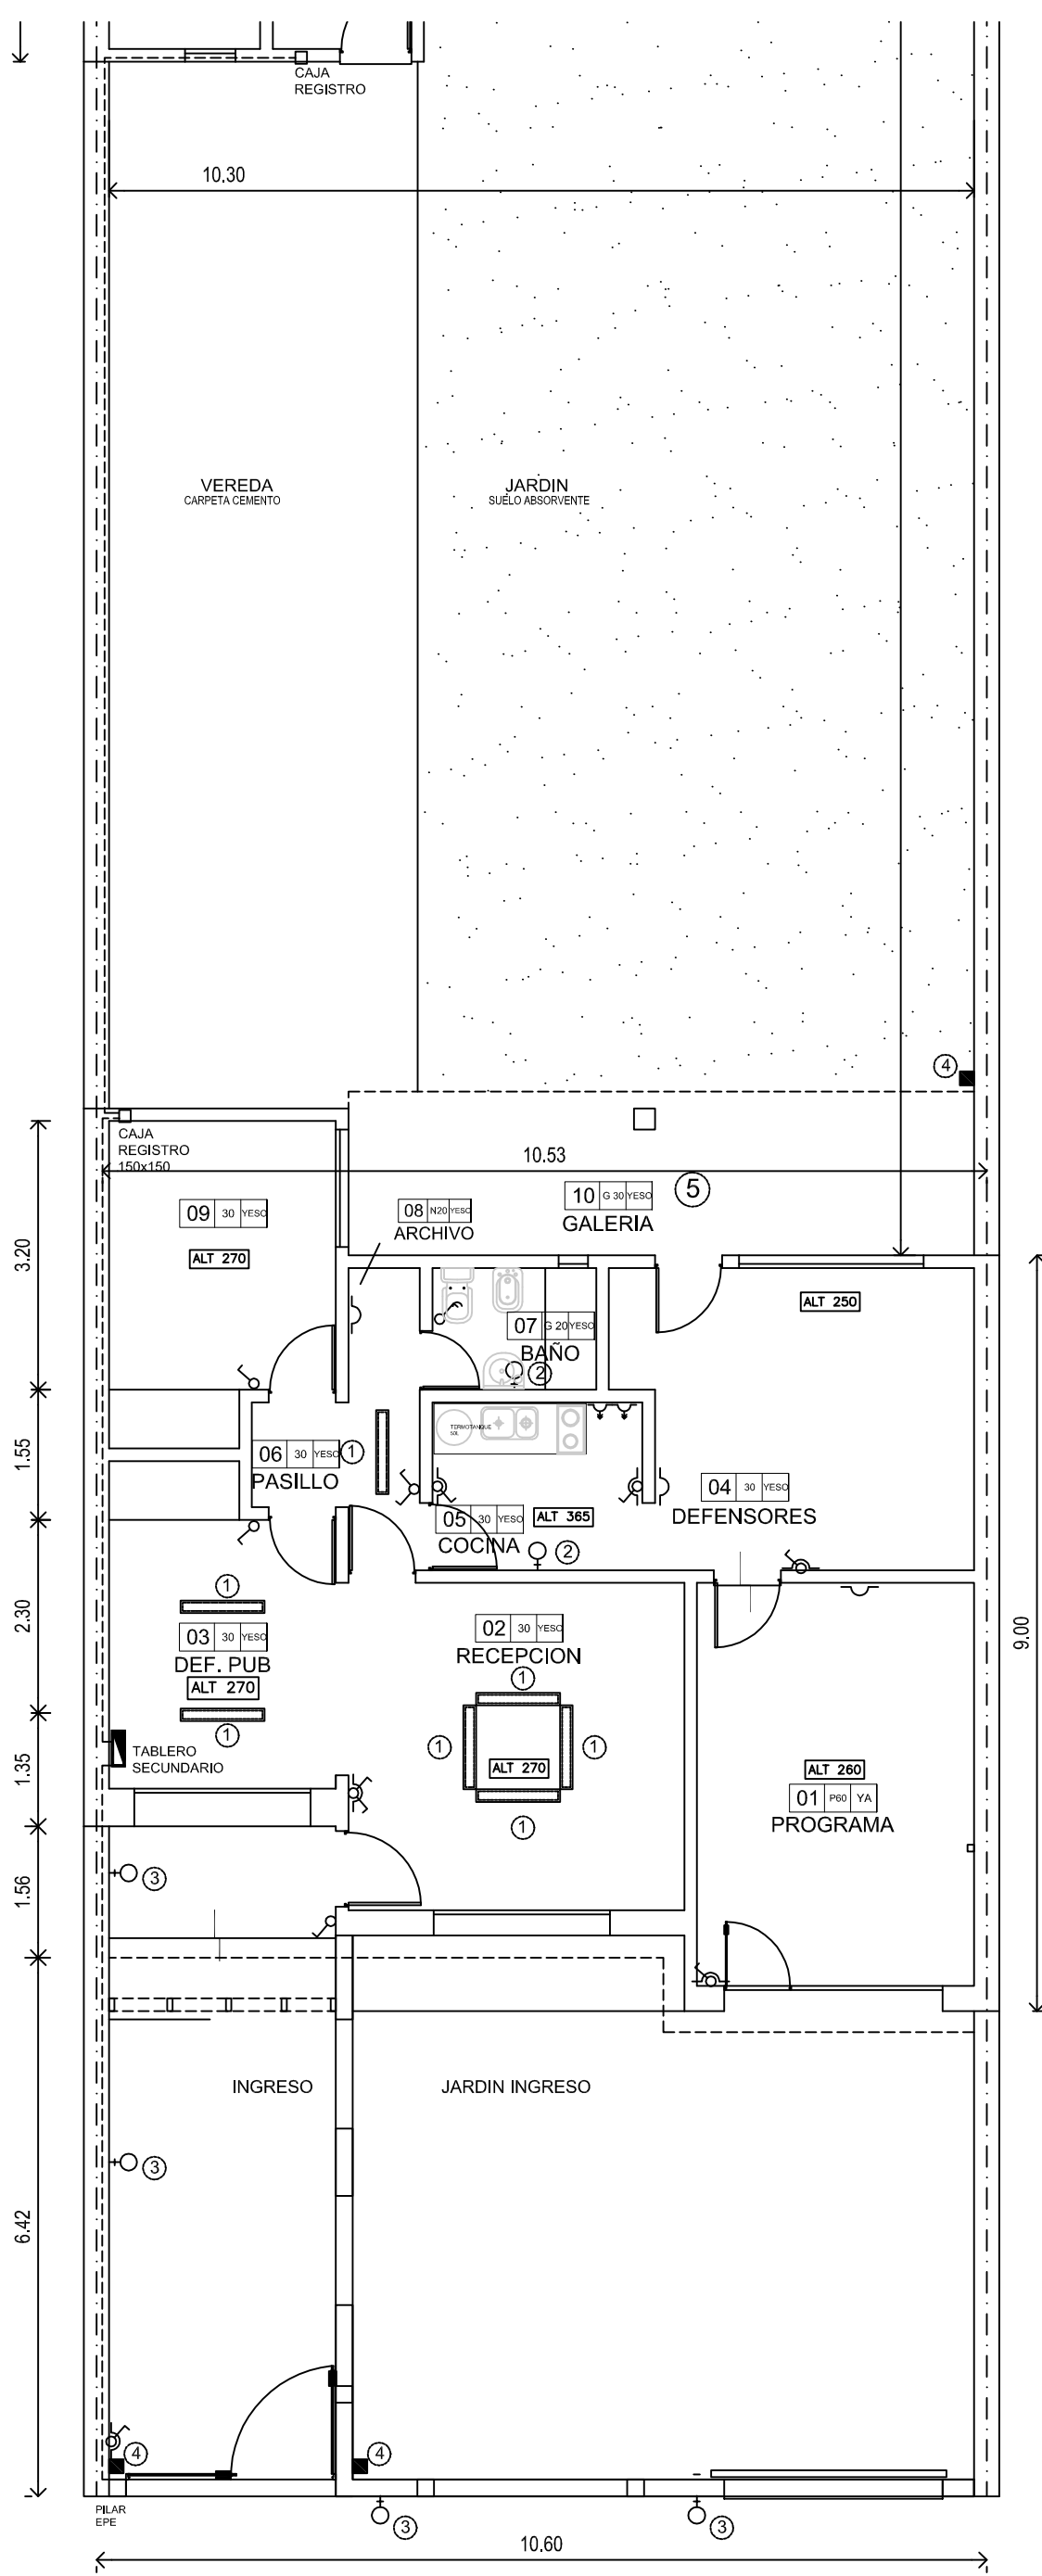 CAJA
REGISTRO
10.30
VEREDA
CARPETA CEMENTO
JARDIN
SUELO ABSORVENTE
4
CAJA
REGISTRO
150x150
10.53
3.20
09 30 YESO
ALT 270
08 N20 YESO
ARCHIVO
10 G 30 YESO
GALERIA
5
ALT 250
07 G 20 YESO
BAÑO
2
1.55
06 30 YESO
PASILLO
1
TERMOTANQUE
50L
04 30 YESO
DEFENSORES
05 30 YESO
COCINA
ALT 365
2
2.30
1
03 30 YESO
DEF. PUB
ALT 270
1
02 30 YESO
RECEPCION
1
1
1
ALT 270
1
9.00
1.35
TABLERO
SECUNDARIO
ALT 260
01 P60 YA
PROGRAMA
1.56
3
INGRESO
JARDIN INGRESO
3
6.42
4
4
PILAR
EPE
3
3
10.60